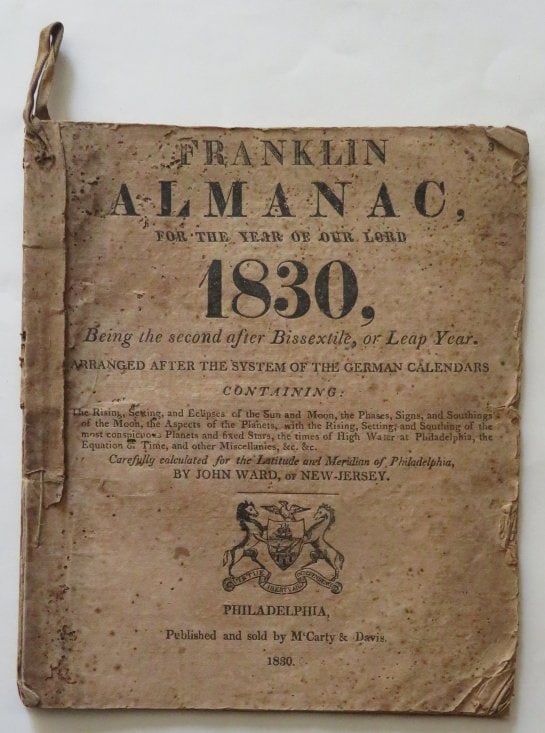 FRANKLIN
ALMANAC,
FOR THE YEAR OF OUR LORD
1830,
Being the second after Bissextile, or Leap Year.
ARRANGED AFTER THE SYSTEM OF THE GERMAN CALENDARS
CONTAINING:
The Rising, Setting, and Eclipses of the Sun and Moon, the Phases, Signs, and Southings
of the Moon, the Aspects of the Planets, with the Rising, Setting, and Southing of the
most conspicuous Planets and fixed Stars, the times of High Water at Philadelphia, the
Equation of Time, and other Miscellanies, &c. &c.
Carefully calculated for the Latitude and Meridian of Philadelphia,
BY JOHN WARD, OF NEW-JERSEY.
VIRTUE LIBERTY AND INDEPENDENCE
PHILADELPHIA,
Published and sold by McCarty & Davis.
1830.